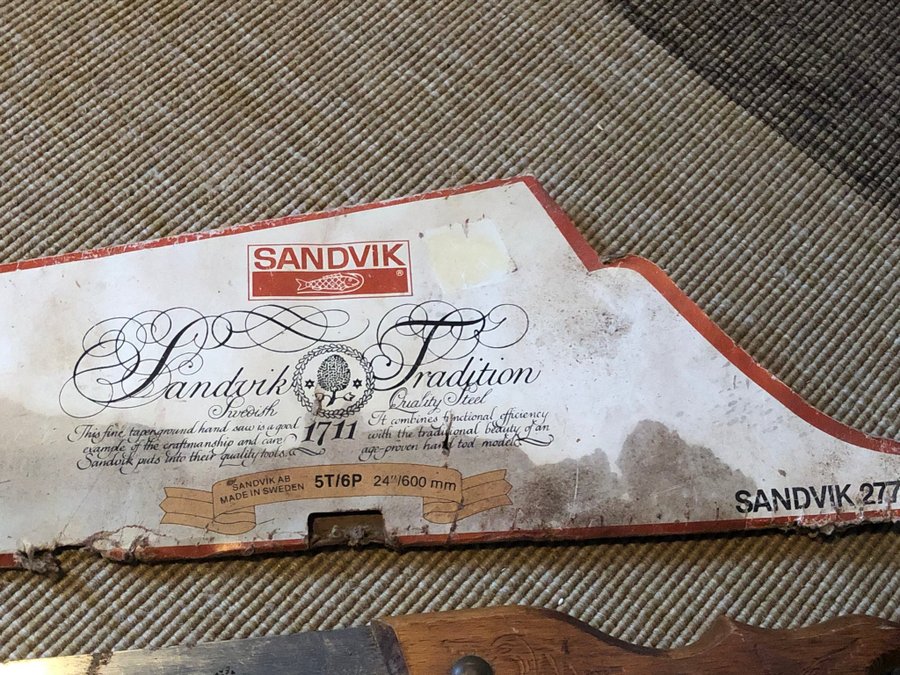 SANDVIK
®
Sandvik Tradition
Swedish Quality Steel
This fine taperground hand saw is a good
example of the craftmanship and care
Sandvik puts into their quality tools.
1711
It combines functional efficiency
with the traditional beauty of an
age-proven hand tool model.
SANDVIK AB
MADE IN SWEDEN
5T/6P 24"/600 mm
SANDVIK 277